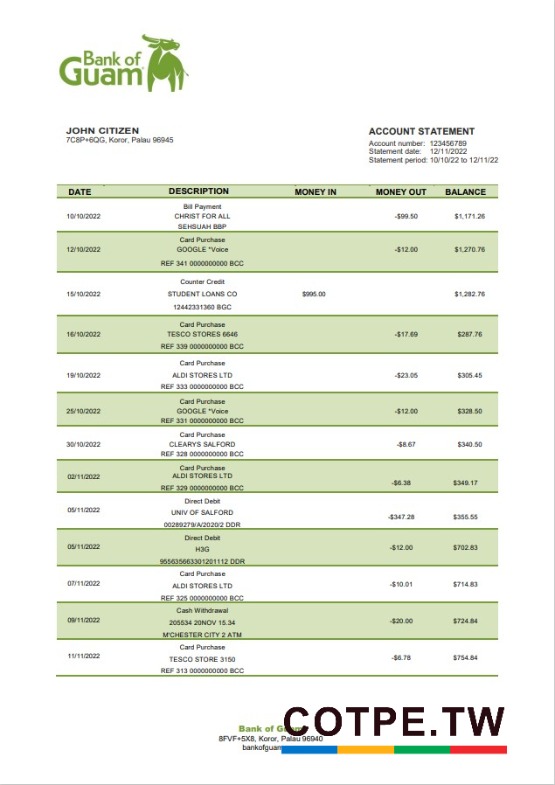 Bank of
Guam
JOHN CITIZEN
7C8P+6QG, Koror, Palau 96945
ACCOUNT STATEMENT
Account number: 123456789
Statement date: 12/11/2022
Statement period: 10/10/22 to 12/11/22
DATE DESCRIPTION MONEY IN MONEY OUT BALANCE
Bill Payment
10/10/2022 CHRIST FOR ALL -$99.50 $1,171.26
SEHSUAH BBP
Card Purchase
12/10/2022 GOOGLE *Voice -$12.00 $1,270.76
REF 341 0000000000 BCC
Counter Credit
15/10/2022 STUDENT LOANS CO $995.00 $1,282.76
12442331360 BGC
Card Purchase
16/10/2022 TESCO STORES 6646 -$17.69 $287.76
REF 339 0000000000 BCC
Card Purchase
19/10/2022 ALDI STORES LTD -$23.05 $305.45
REF 333 0000000000 BCC
Card Purchase
25/10/2022 GOOGLE *Voice -$12.00 $328.50
REF 331 0000000000 BCC
Card Purchase
30/10/2022 CLEARYS SALFORD -$8.67 $340.50
REF 328 0000000000 BCC
Card Purchase
02/11/2022 ALDI STORES LTD -$6.38 $349.17
REF 329 0000000000 BCC
Direct Debit
05/11/2022 UNIV OF SALFORD -$347.28 $355.55
00289279/A/2020/2 DDR
Direct Debit
05/11/2022 H3G -$12.00 $702.83
955635663301201112 DDR
Card Purchase
07/11/2022 ALDI STORES LTD -$10.01 $714.83
REF 325 0000000000 BCC
Cash Withdrawal
09/11/2022 205534 20NOV 15.34 -$20.00 $724.84
M'CHESTER CITY 2 ATM
Card Purchase
11/11/2022 TESCO STORE 3150 -$6.78 $754.84
REF 313 0000000000 BCC
COTPE.TW
Bank of
8FVF+5X8, Koror, Palau 96940
bankofguam